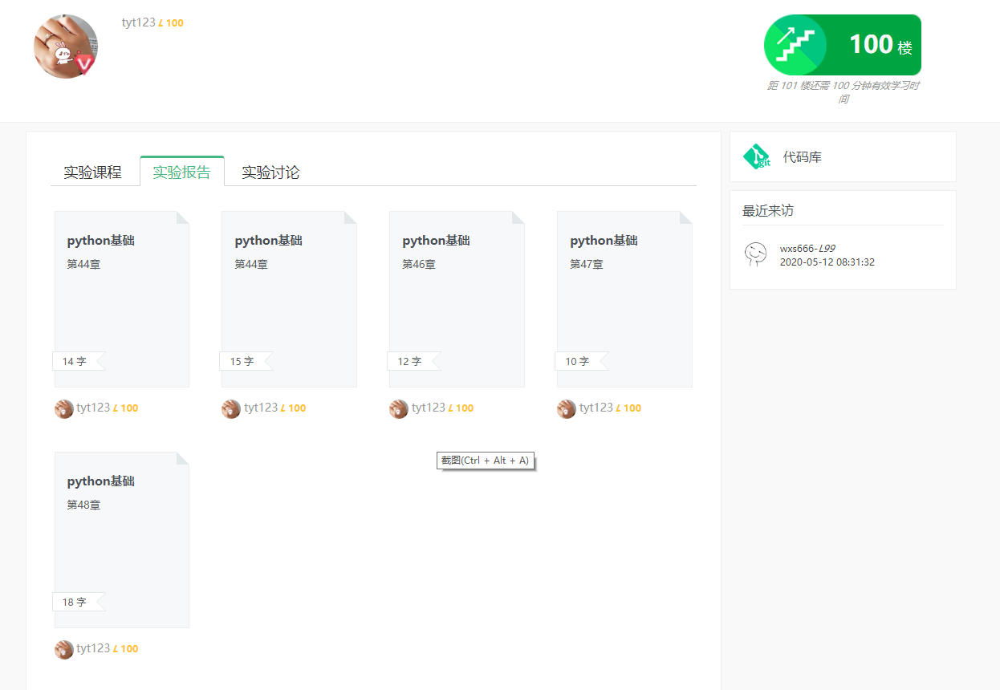 tyt123 L 100
100 楼
距 101 楼还需 100 分钟有效学习时
间
实验课程 实验报告 实验讨论
python基础 python基础 python基础 python基础
第44章 第44章 第46章 第47章
14 字 15 字 12 字 10 字
tyt123 L 100 tyt123 L 100 tyt123 L 100 tyt123 L 100
截图(Ctrl + Alt + A)
python基础
第48章
18 字
tyt123 L 100
git 代码库
最近来访
wxs666-L99
2020-05-12 08:31:32